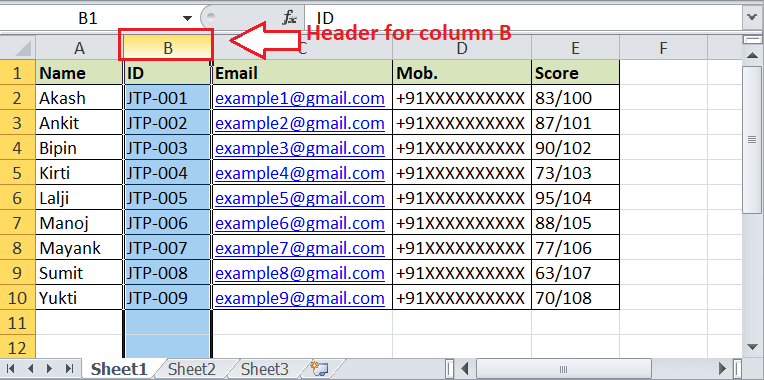 B1 fx ID
Header for column B
A B C D E F
1 Name ID Email Mob. Score
2 Akash JTP-001 example1@gmail.com +91XXXXXXXXXX 83/100
3 Ankit JTP-002 example2@gmail.com +91XXXXXXXXXX 87/101
4 Bipin JTP-003 example3@gmail.com +91XXXXXXXXXX 90/102
5 Kirti JTP-004 example4@gmail.com +91XXXXXXXXXX 73/103
6 Lalji JTP-005 example5@gmail.com +91XXXXXXXXXX 95/104
7 Manoj JTP-006 example6@gmail.com +91XXXXXXXXXX 88/105
8 Mayank JTP-007 example7@gmail.com +91XXXXXXXXXX 77/106
9 Sumit JTP-008 example8@gmail.com +91XXXXXXXXXX 63/107
10 Yukti JTP-009 example9@gmail.com +91XXXXXXXXXX 70/108
11
12
Sheet1 Sheet2 Sheet3